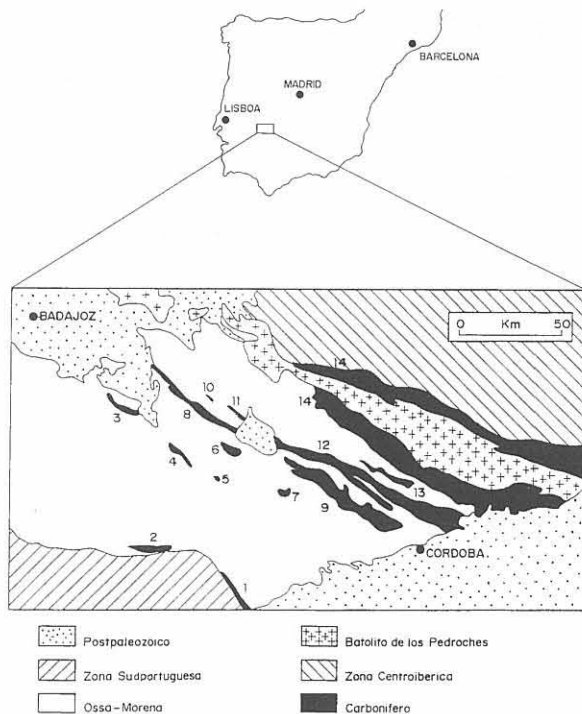 BARCELONA
MADRID
LISBOA
BADAJOZ
0 Km 50
14
10
11
14
3
8
12
4
6
5
13
7
9
2
CORDOBA
1
Postpaleozoico
Batolito de los Pedroches
Zona Sudportuguesa
Zona Centroiberica
Ossa-Morena
Carbonifero